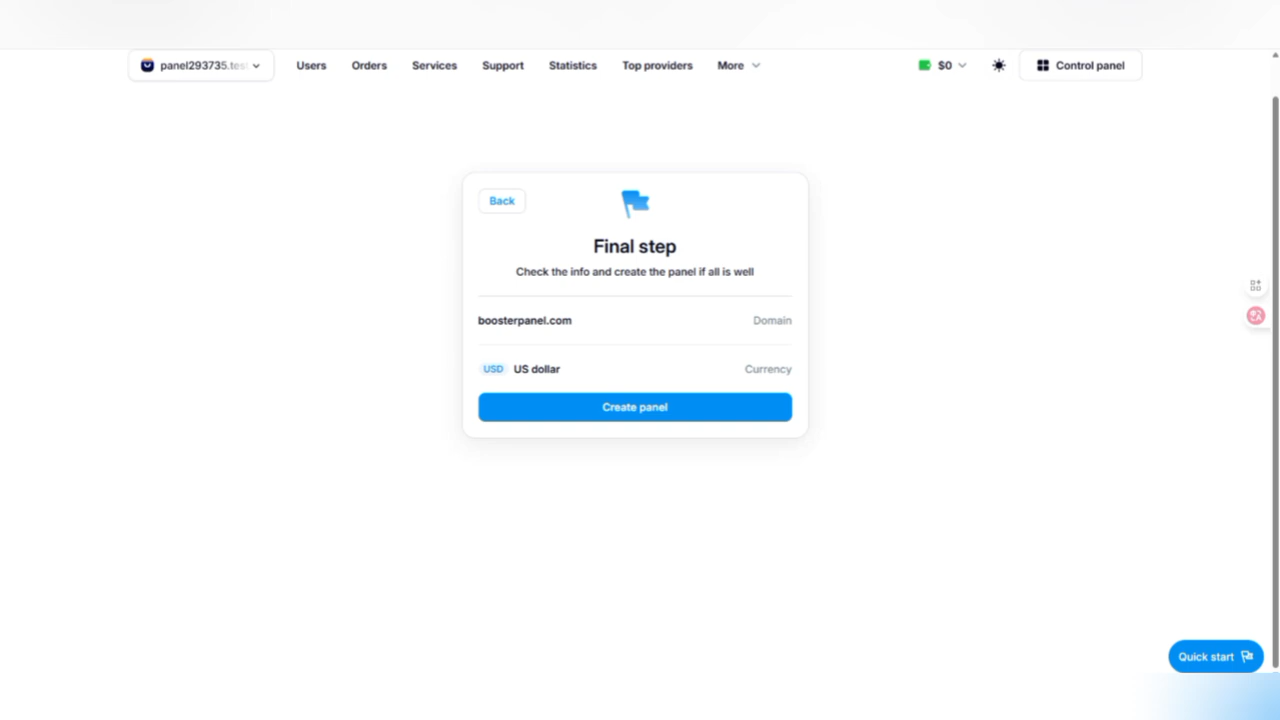 panel293735.tes
Users
Orders
Services
Support
Statistics
Top providers
More
$0
Control panel
Back
Final step
Check the info and create the panel if all is well
boosterpanel.com
Domain
USD US dollar
Currency
Create panel
Quick start